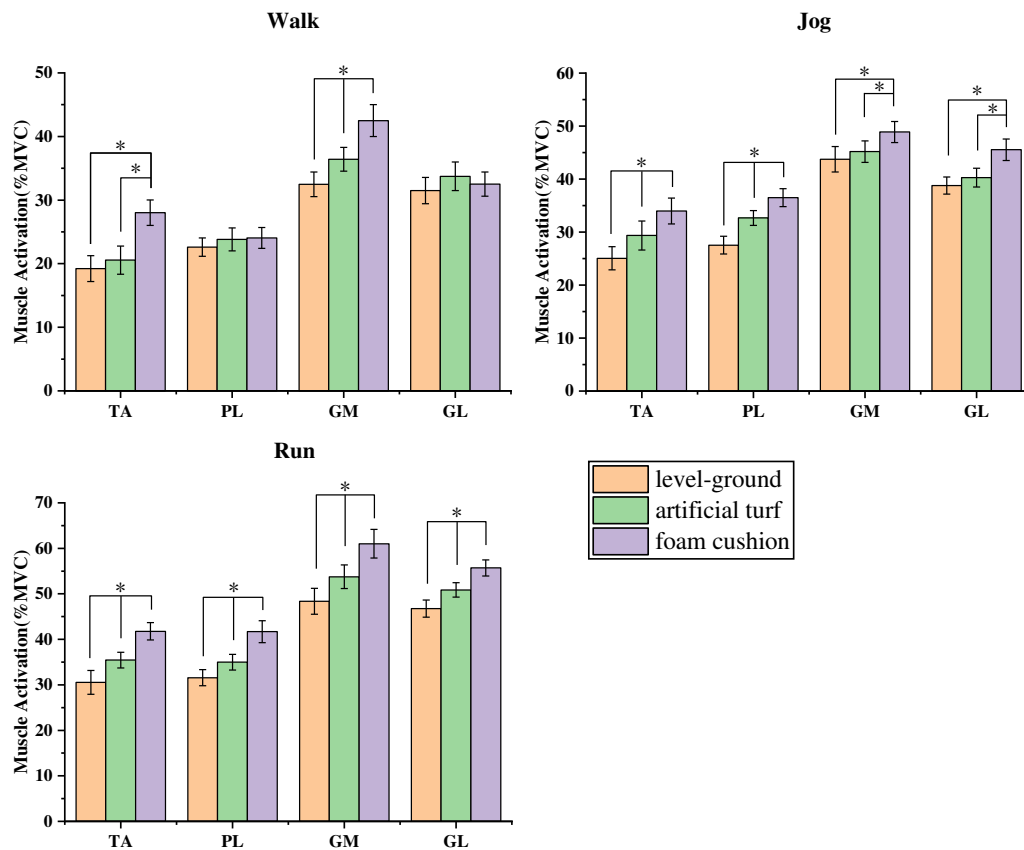 Walk
Muscle Activation(%MVC)
50
40
30
20
10
0
*
*
*
TA PL GM GL
Jog
Muscle Activation(%MVC)
60
50
40
30
20
10
0
*
*
*
*
*
*
TA PL GM GL
Run
Muscle Activation(%MVC)
70
60
50
40
30
20
10
0
*
*
*
*
TA PL GM GL
level-ground
artificial turf
foam cushion